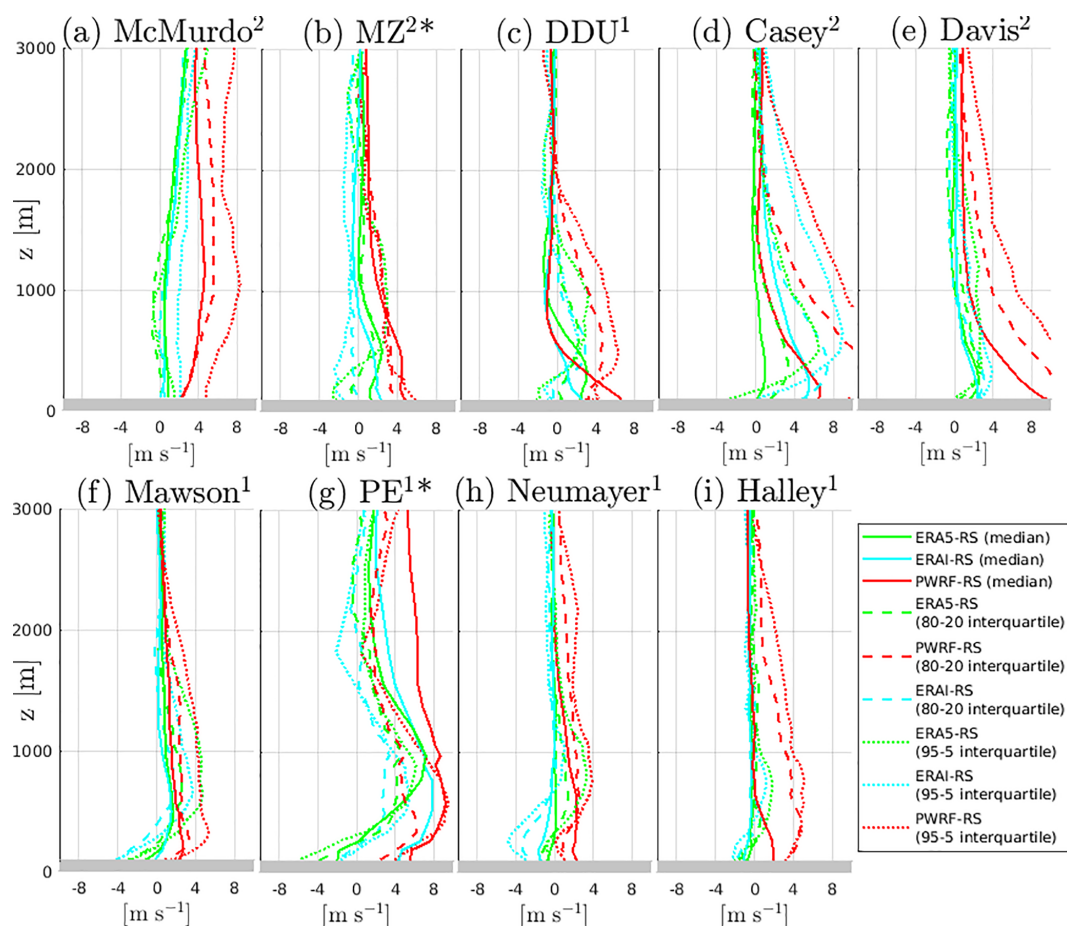 (a) McMurdo² (b) MZ²* (c) DDU¹ (d) Casey² (e) Davis²
3000
2000
1000
0
z [m]
-8 -4 0 4 8 -8 -4 0 4 8 -8 -4 0 4 8 -8 -4 0 4 8 -8 -4 0 4 8
[m s⁻¹] [m s⁻¹] [m s⁻¹] [m s⁻¹] [m s⁻¹]
(f) Mawson¹ (g) PE¹* (h) Neumayer¹ (i) Halley¹
3000
2000
1000
0
z [m]
-8 -4 0 4 8 -8 -4 0 4 8 -8 -4 0 4 8 -8 -4 0 4 8
[m s⁻¹] [m s⁻¹] [m s⁻¹] [m s⁻¹]
ERA5-RS (median)
ERAI-RS (median)
PWRF-RS (median)
ERA5-RS
(80-20 interquartile)
PWRF-RS
(80-20 interquartile)
ERAI-RS
(80-20 interquartile)
ERA5-RS
(95-5 interquartile)
ERAI-RS
(95-5 interquartile)
PWRF-RS
(95-5 interquartile)